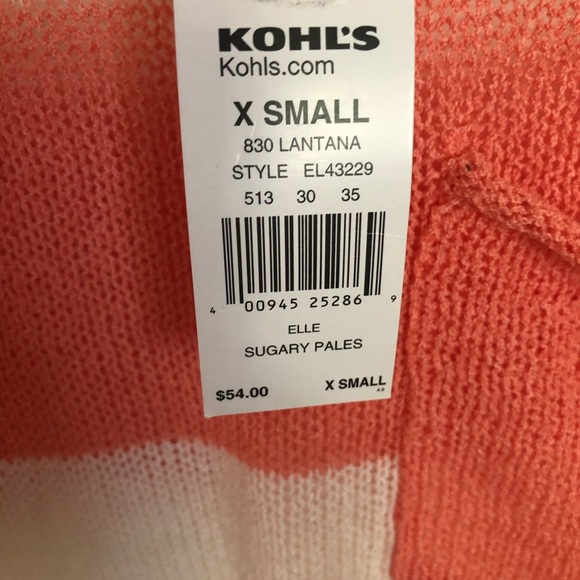 KOHL'S
Kohls.com
X SMALL
830 LANTANA
STYLE EL43229
513 30 35
4 00945 25286 9
ELLE
SUGARY PALES
$54.00 X SMALL